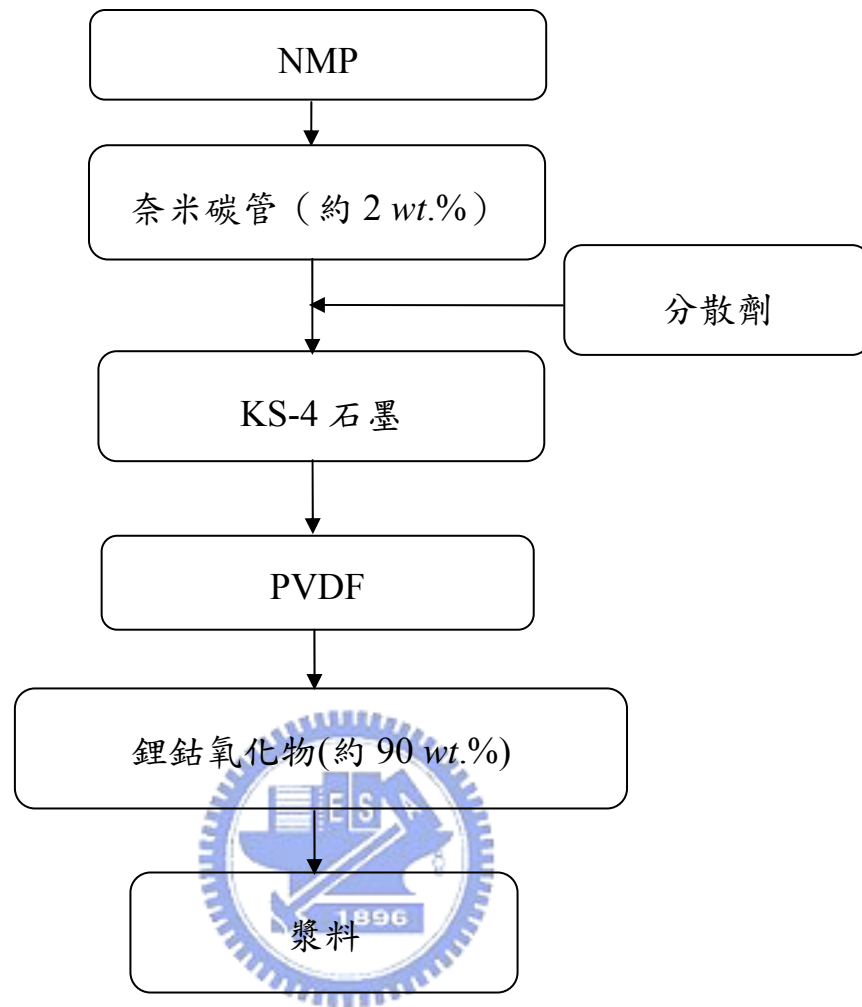 NMP
奈米碳管（約 2 wt.%）
分散劑
KS-4 石墨
PVDF
鋰鈷氧化物(約 90 wt.%)
E S A
1896
漿料